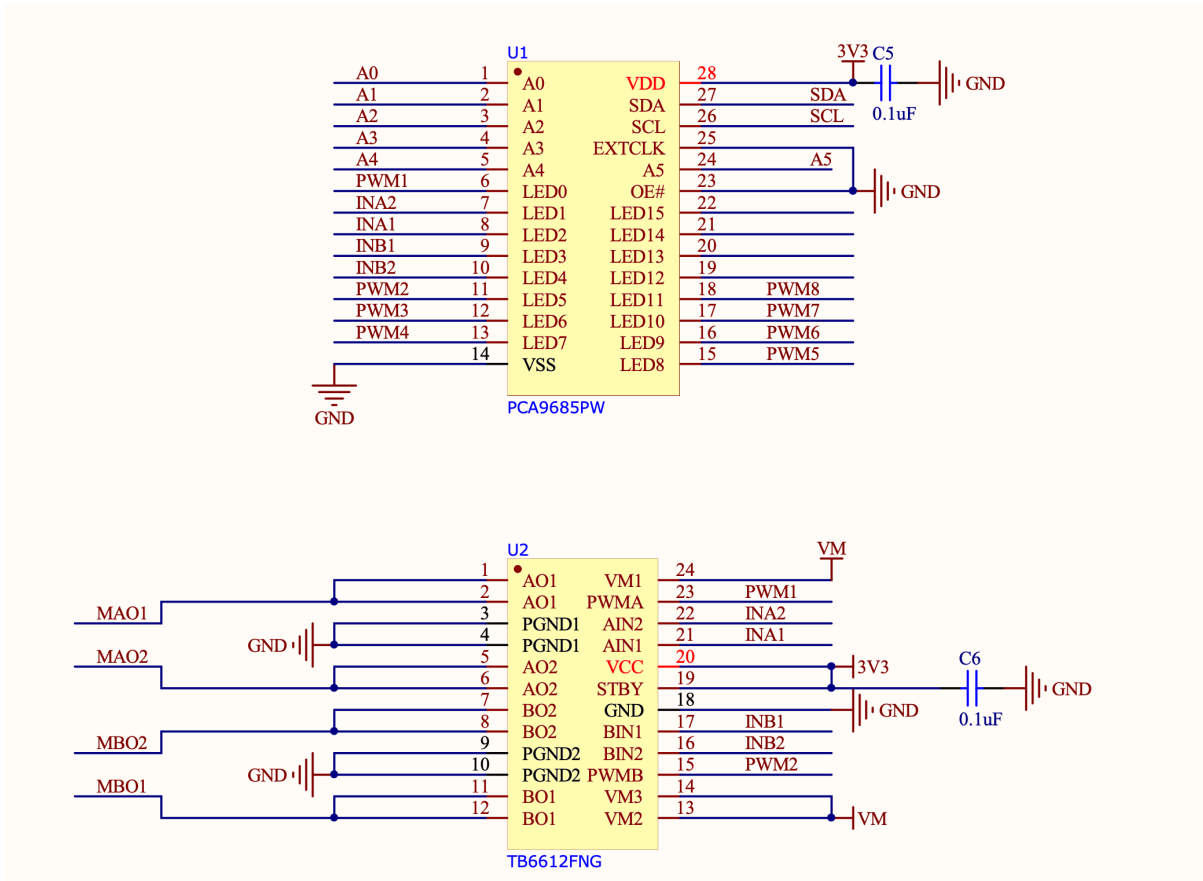 U1
3V3 C5
A0 1 A0 VDD 28 GND
A1 2 A1 SDA 27 SDA 0.1uF
A2 3 A2 SCL 26 SCL
A3 4 A3 EXTCLK 25
A4 5 A4 A5 24 A5
PWM1 6 LED0 OE# 23 GND
INA2 7 LED1 LED15 22
INA1 8 LED2 LED14 21
INB1 9 LED3 LED13 20
INB2 10 LED4 LED12 19
PWM2 11 LED5 LED11 18 PWM8
PWM3 12 LED6 LED10 17 PWM7
PWM4 13 LED7 LED9 16 PWM6
14 VSS LED8 15 PWM5
GND
PCA9685PW
U2
VM
1 AO1 VM1 24
MAO1 2 AO1 PWMA 23 PWM1
3 PGND1 AIN2 22 INA2
GND 4 PGND1 AIN1 21 INA1
MAO2 5 AO2 VCC 20 3V3 C6
6 AO2 STBY 19 GND
7 BO2 GND 18 GND 0.1uF
8 BO2 BIN1 17 INB1
MBO2 9 PGND2 BIN2 16 INB2
GND 10 PGND2 PWMB 15 PWM2
MBO1 11 BO1 VM3 14
12 BO1 VM2 13 VM
TB6612FNG